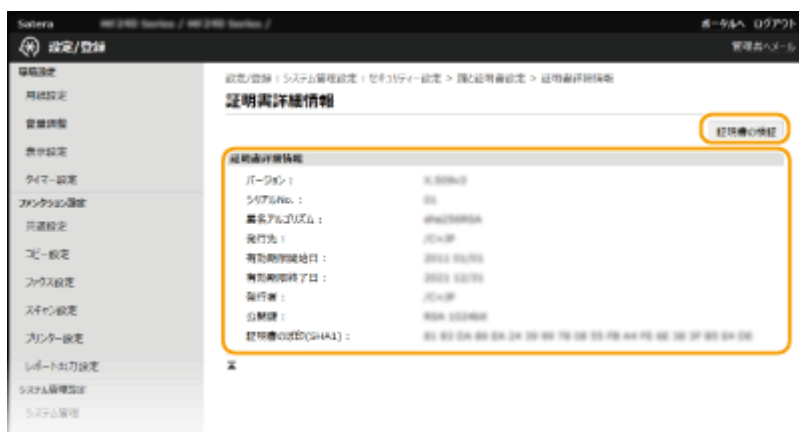 Satera
ポータルへ ログアウト
設定/登録
管理者へメール
環境設定
用紙設定
音量調整
表示設定
タイマー設定
ファンクション設定
共通設定
コピー設定
ファクス設定
スキャン設定
プリンター設定
レポート出力設定
システム管理設定
システム管理
設定/登録 : システム管理設定 : セキュリティー設定 > 鍵と証明書設定 > 証明書詳細情報
証明書詳細情報
証明書の検証
証明書詳細情報
バージョン :
シリアルNo. :
署名アルゴリズム :
発行先 :
有効期限開始日 :
有効期限終了日 :
発行者 :
公開鍵 :
証明書の拇印(SHA1) :